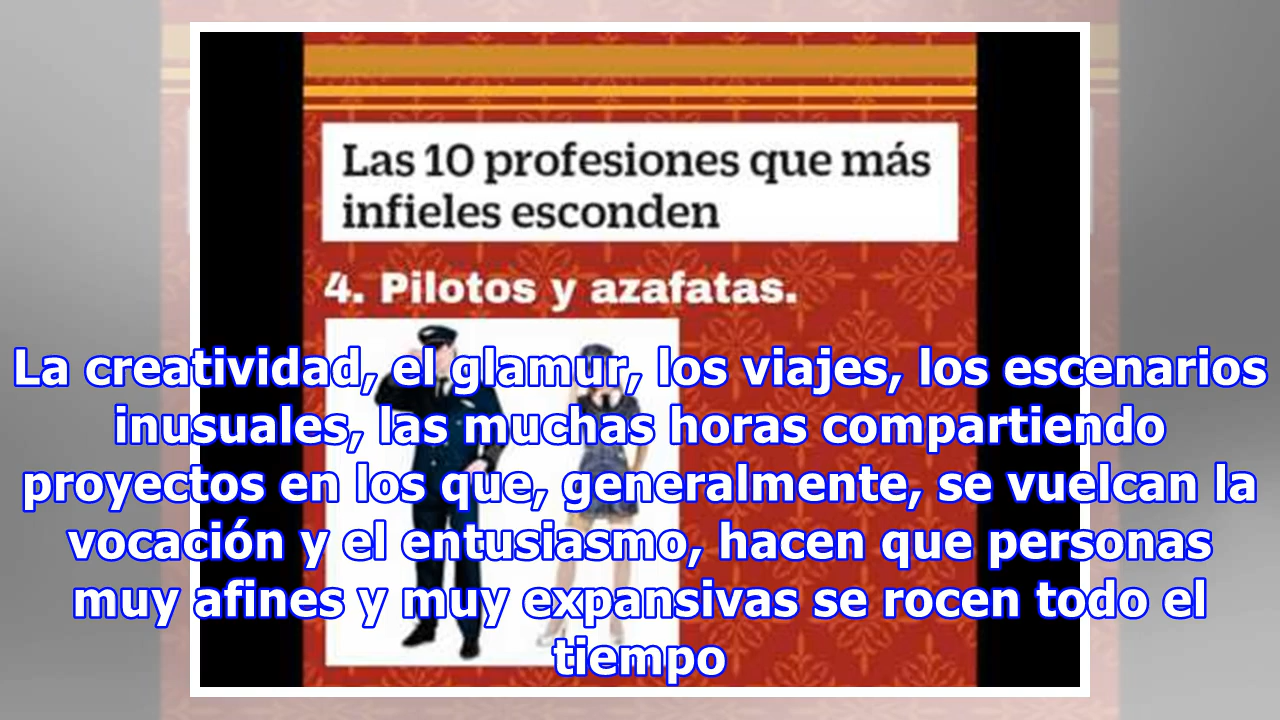 Las 10 profesiones que más
infieles esconden
4. Pilotos y azafatas.
La creatividad, el glamur, los viajes, los escenarios
inusuales, las muchas horas compartiendo
proyectos en los que, generalmente, se vuelcan la
vocación y el entusiasmo, hacen que personas
muy afines y muy expansivas se rocen todo el
tiempo